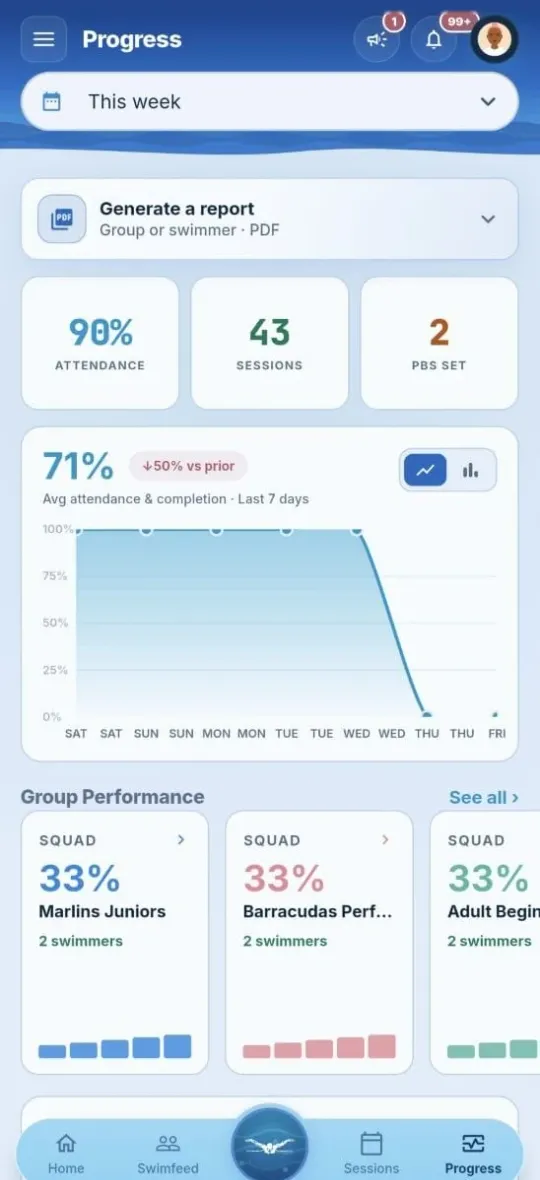 Progress
1
99+
This week
PDF
Generate a report
Group or swimmer · PDF
90%
43
2
ATTENDANCE
SESSIONS
PBS SET
71%
↓50% vs prior
Avg attendance & completion · Last 7 days
100%
75%
50%
25%
0%
SAT SAT SUN SUN MON MON TUE TUE WED WED THU THU FRI
Group Performance
See all ›
SQUAD
33%
Marlins Juniors
2 swimmers
SQUAD
33%
Barracudas Perf...
2 swimmers
SQUAD
33%
Adult Begin
2 swimmers
Home
Swimfeed
Sessions
Progress